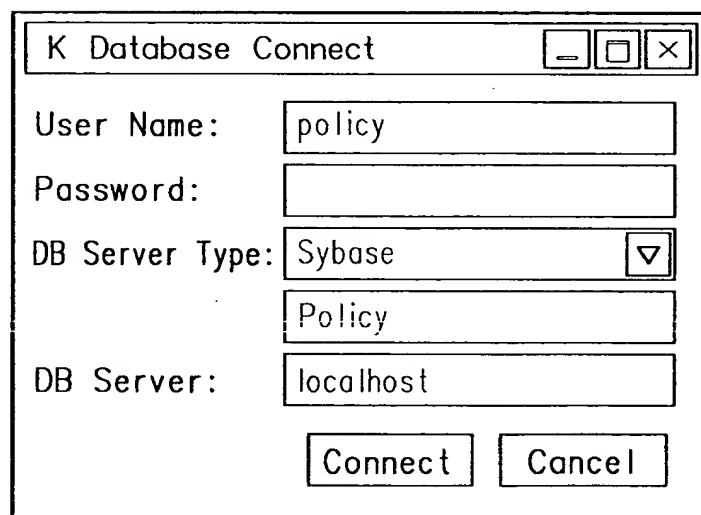 K Database Connect
User Name: policy
Password:
DB Server Type: Sybase
Policy
DB Server: localhost
Connect Cancel